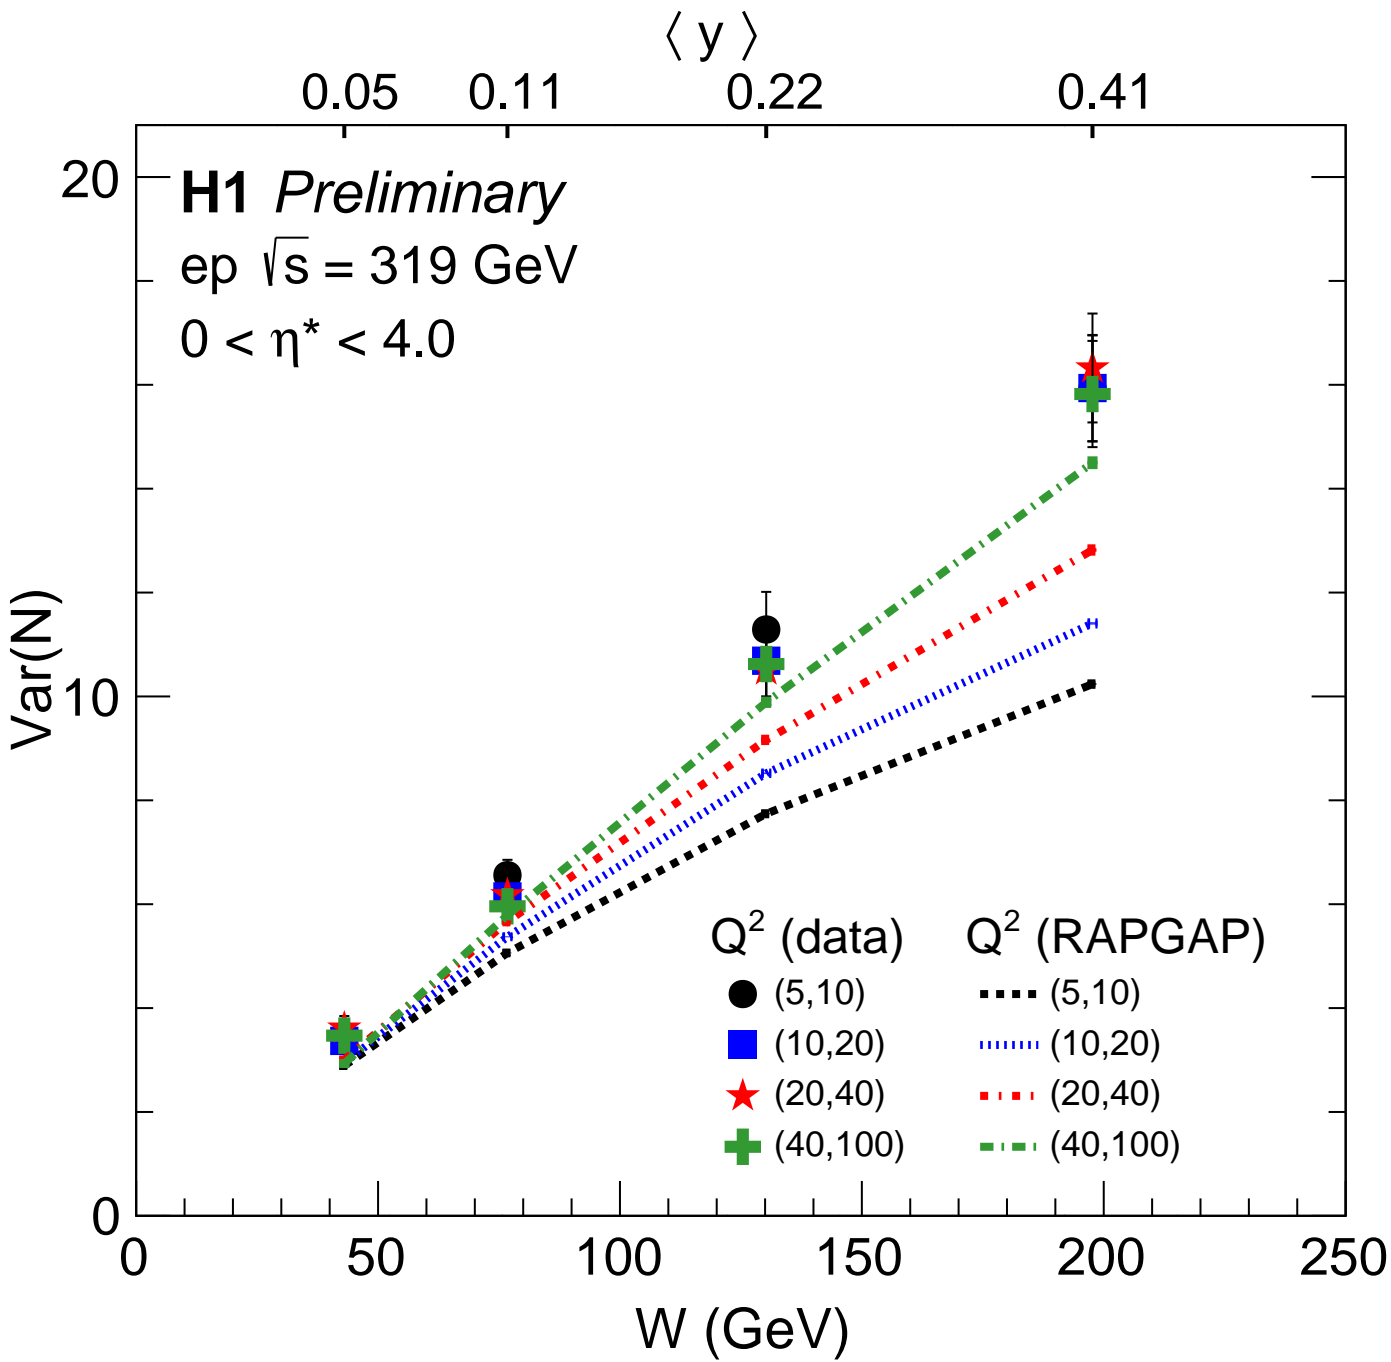 ⟨ y ⟩
0.05 0.11 0.22 0.41
20
H1 Preliminary
ep √s = 319 GeV
0 < η* < 4.0
Var(N)
10
Q² (data) Q² (RAPGAP)
(5,10) (5,10)
(10,20) (10,20)
(20,40) (20,40)
(40,100) (40,100)
0
0 50 100 150 200 250
W (GeV)